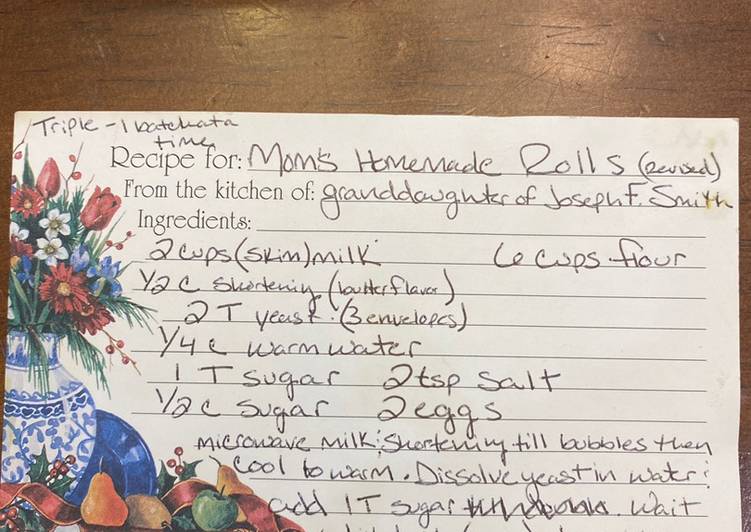 Triple - 1 batch at a
time
Recipe for: Mom's Homemade Rolls (Revised)
From the kitchen of: granddaughter of Joseph F. Smith
Ingredients:
2 cups (skim) milk 6 cups flour
1/2 c shortening (butter flavor)
2 T yeast (3 envelopes)
1/4 c warm water
1 T sugar 2 tsp salt
1/2 c sugar 2 eggs
microwave milk & shortening till bubbles then
cool to warm. Dissolve yeast in water &
add 1T sugar. Wait